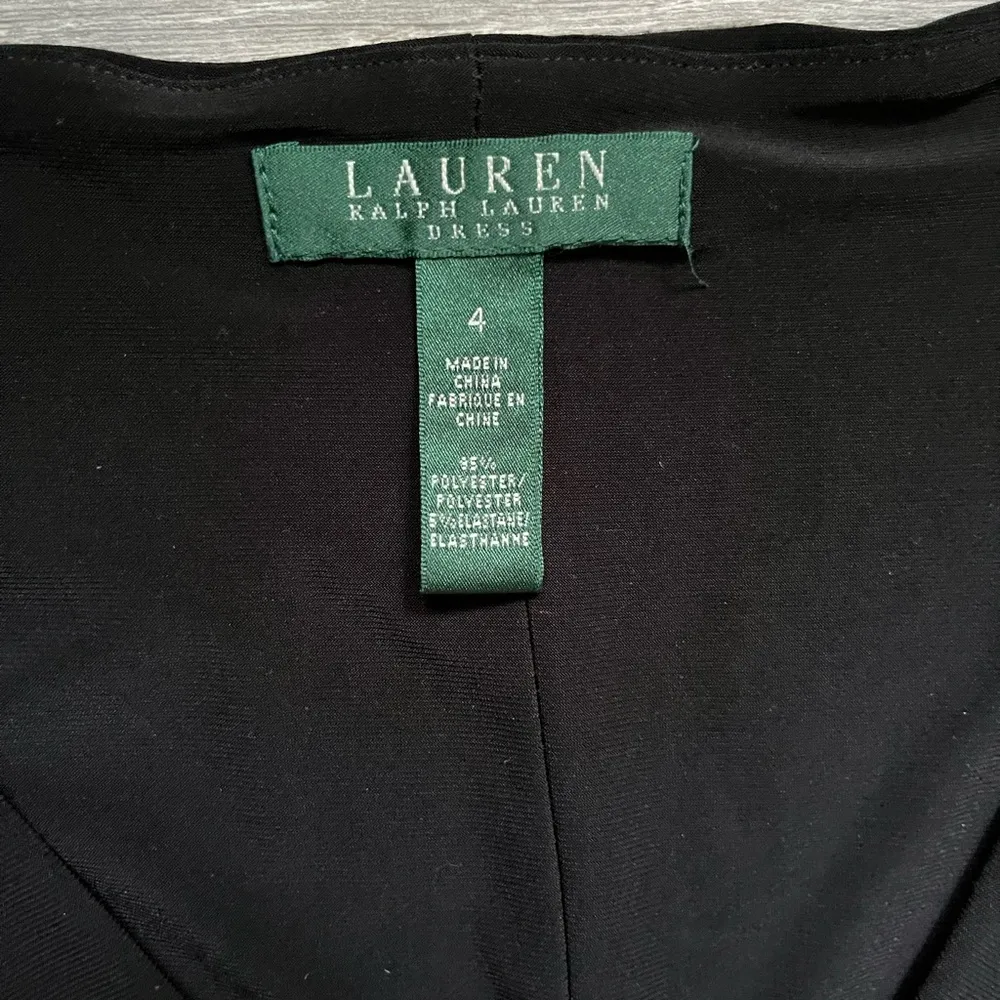 LAUREN
RALPH LAUREN
DRESS
4
MADE IN
CHINA
FABRIQUE EN
CHINE
95%
POLYESTER/
POLYESTER
5% ELASTANE/
ELASTHANNE